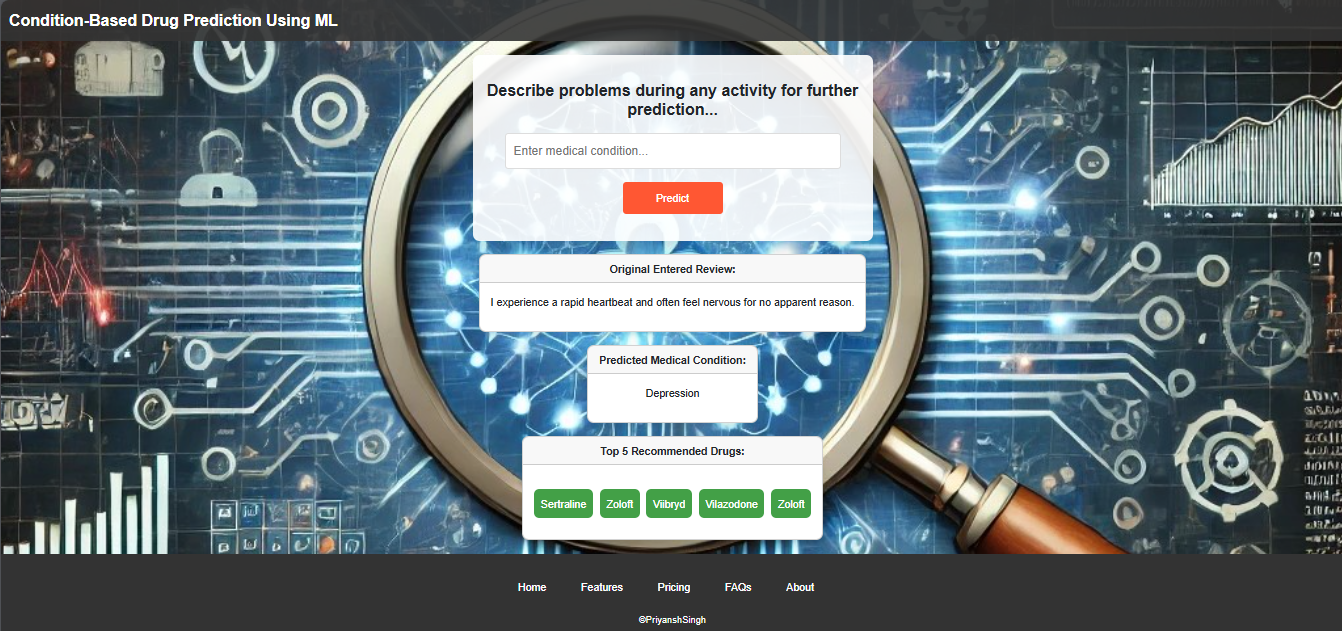 Condition-Based Drug Prediction Using ML
Describe problems during any activity for further
prediction...
Enter medical condition...
Predict
Original Entered Review:
I experience a rapid heartbeat and often feel nervous for no apparent reason.
Predicted Medical Condition:
Depression
Top 5 Recommended Drugs:
Sertraline Zoloft Viibryd Vilazodone Zoloft
Home Features Pricing FAQs About
©PriyanshSingh